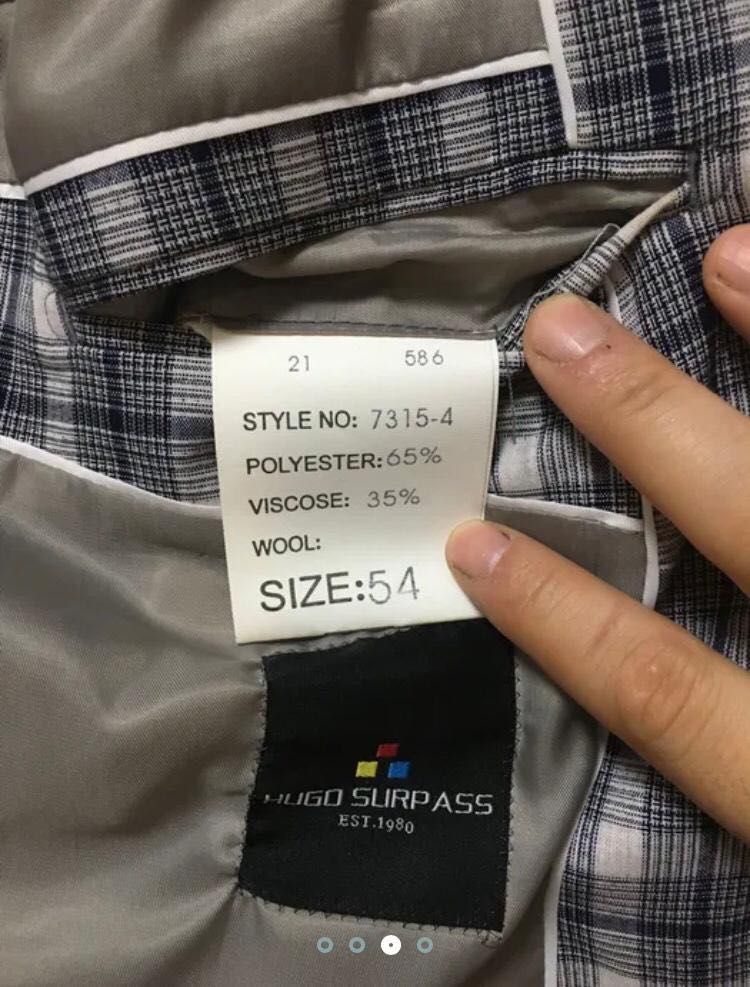 21 586
STYLE NO: 7315-4
POLYESTER: 65%
VISCOSE: 35%
WOOL:
SIZE:54
HUGO SURPASS
EST.1980